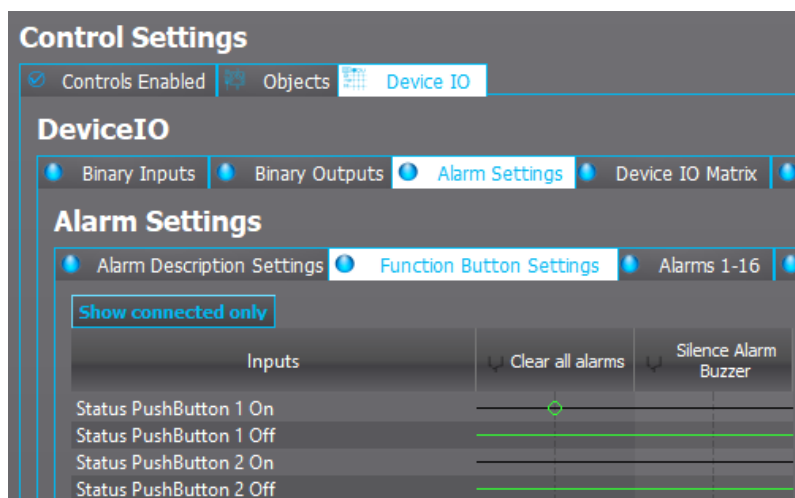 Control Settings
Controls Enabled Objects Device IO
DeviceIO
Binary Inputs Binary Outputs Alarm Settings Device IO Matrix
Alarm Settings
Alarm Description Settings Function Button Settings Alarms 1-16
Show connected only
Inputs Clear all alarms Silence Alarm
Buzzer
Status PushButton 1 On
Status PushButton 1 Off
Status PushButton 2 On
Status PushButton 2 Off